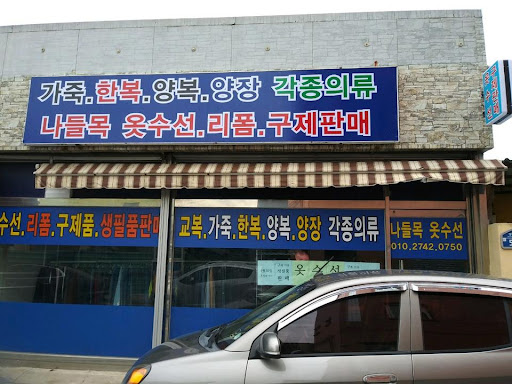 가죽.한복.양복.양장 각종의류
나들목 옷수선.리폼.구제판매
수선.리폼.구제품.생필품판매
교복.가죽.한복.양복.양장 각종의류
나들목 옷수선
010.2742.0750
옷수선